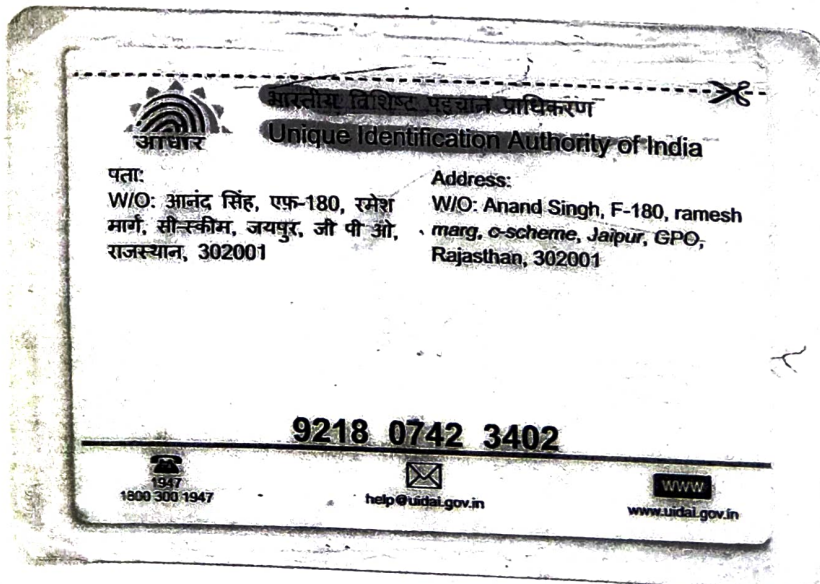 भारतीय विशिष्ट पहचान प्राधिकरण
Unique Identification Authority of India
आधार
पता:
W/O: आनंद सिंह, एफ़-180, रमेश
मार्ग, सी-स्कीम, जयपुर, जी पी ओ,
राजस्थान, 302001
Address:
W/O: Anand Singh, F-180, ramesh
marg, c-scheme, Jaipur, GPO,
Rajasthan, 302001
9218 0742 3402
1947
1800 300 1947
help@uidai.gov.in
www
www.uidai.gov.in